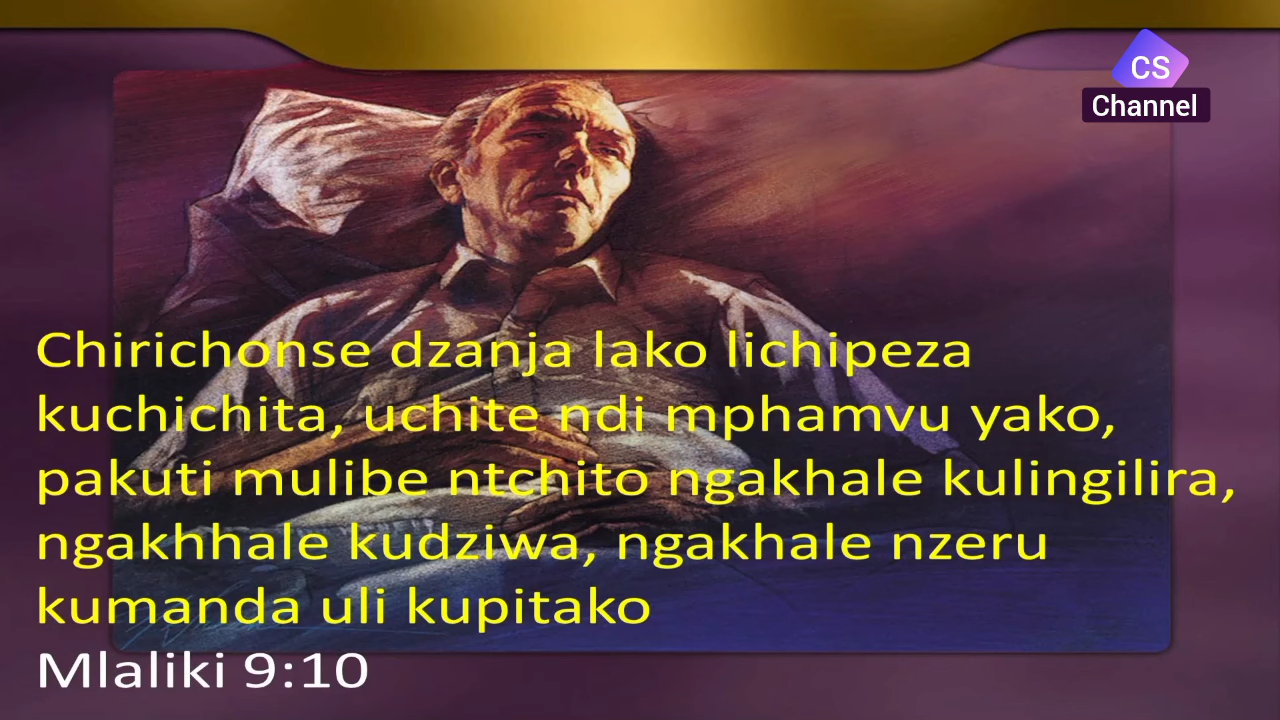 CS
Channel
Chirichonse dzanja lako lichipeza
kuchichita, uchite ndi mphamvu yako,
pakuti mulibe ntchito ngakhale kulingilira,
ngakhhale kudziwa, ngakhale nzeru
kumanda uli kupitako
Mlaliki 9:10